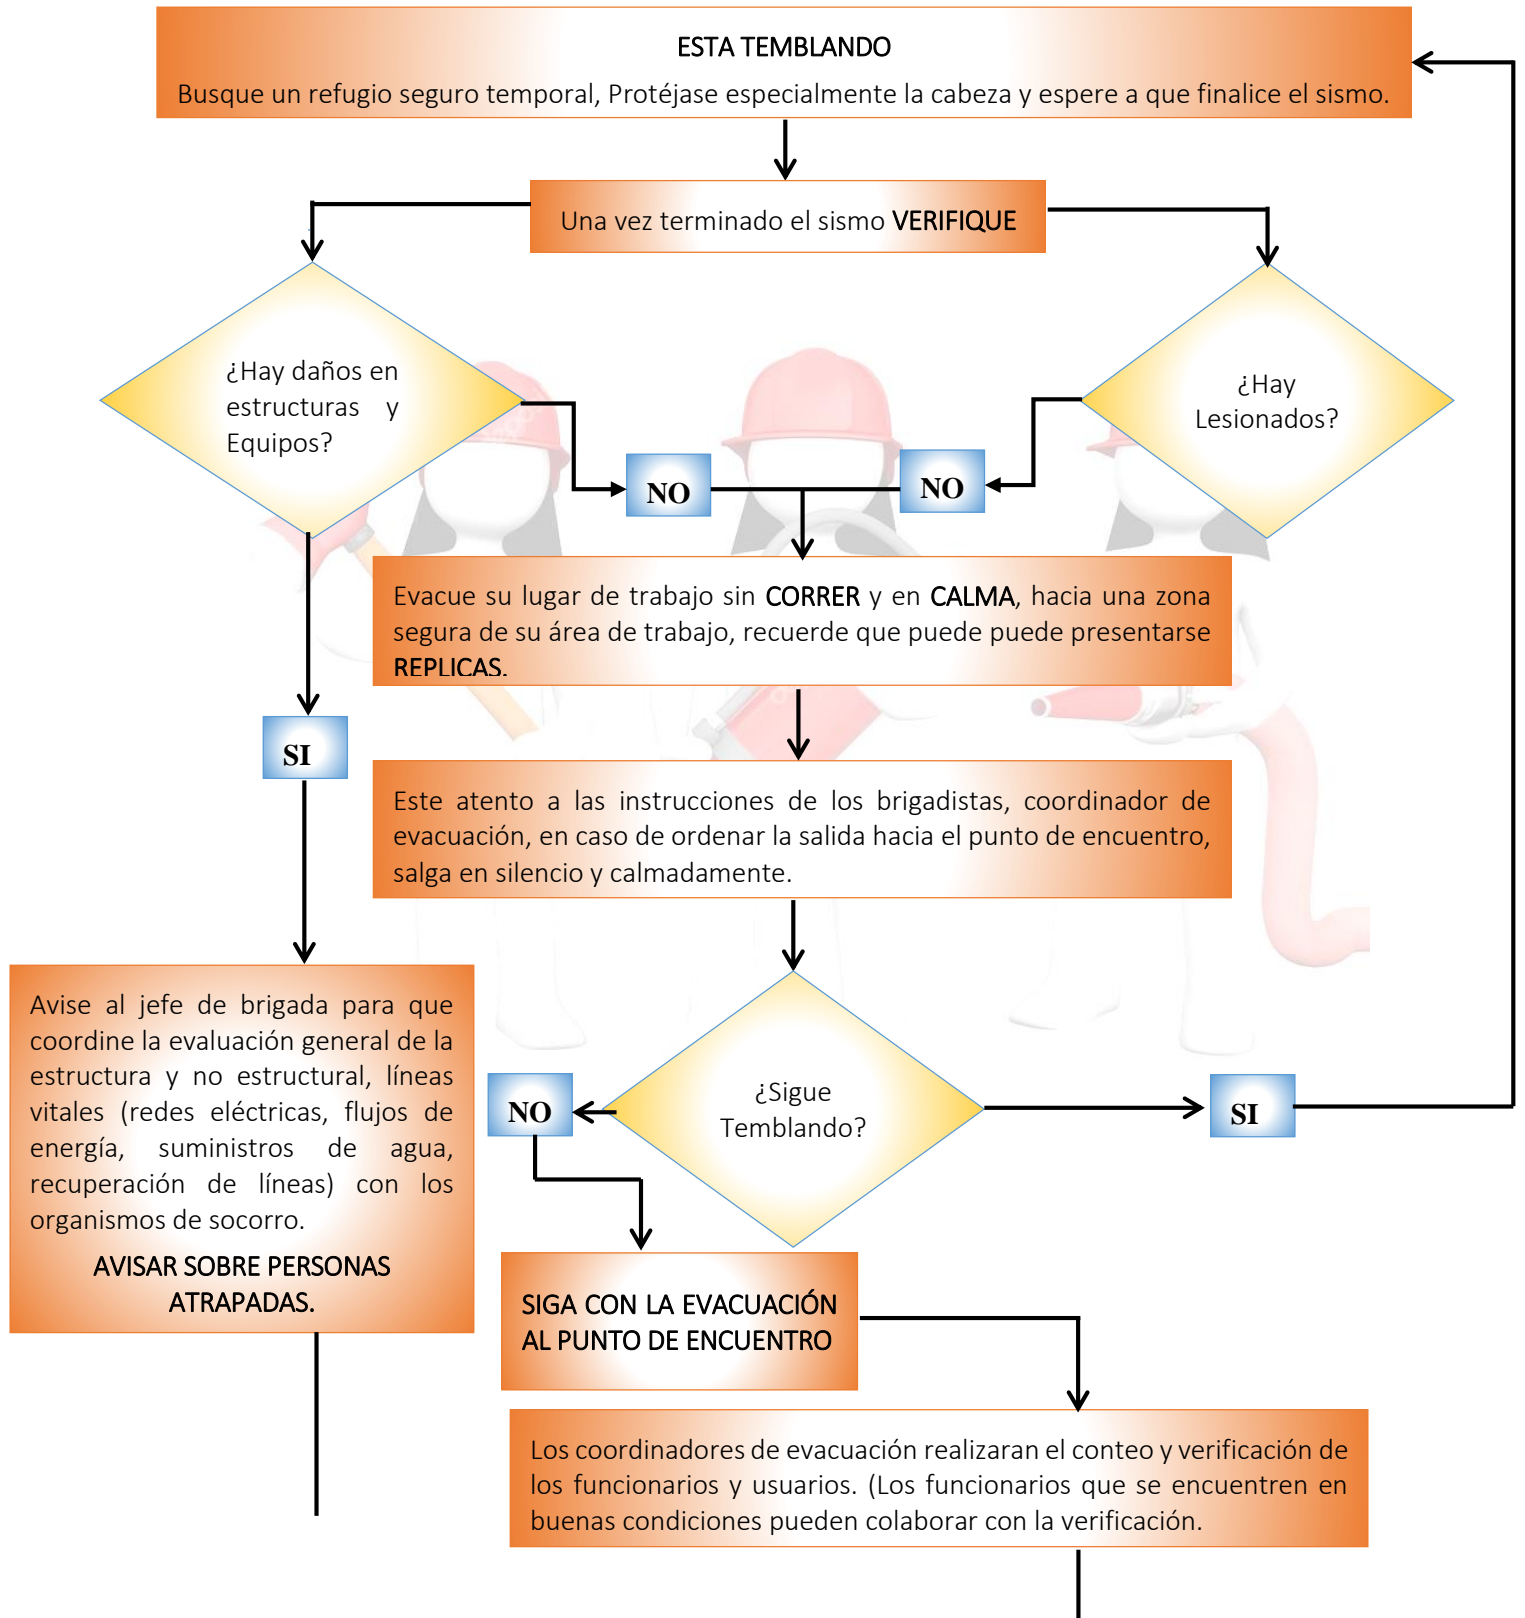 ESTA TEMBLANDO
Busque un refugio seguro temporal, Protéjase especialmente la cabeza y espere a que finalice el sismo.
Una vez terminado el sismo VERIFIQUE
¿Hay daños en
estructuras y
Equipos?
¿Hay
Lesionados?
NO
NO
Evacue su lugar de trabajo sin CORRER y en CALMA, hacia una zona
segura de su área de trabajo, recuerde que puede puede presentarse
REPLICAS.
SI
Este atento a las instrucciones de los brigadistas, coordinador de
evacuación, en caso de ordenar la salida hacia el punto de encuentro,
salga en silencio y calmadamente.
Avise al jefe de brigada para que
coordine la evaluación general de la
estructura y no estructural, líneas
vitales (redes eléctricas, flujos de
energía, suministros de agua,
recuperación de líneas) con los
organismos de socorro.
AVISAR SOBRE PERSONAS
ATRAPADAS.
¿Sigue
Temblando?
NO
SI
SIGA CON LA EVACUACIÓN
AL PUNTO DE ENCUENTRO
Los coordinadores de evacuación realizaran el conteo y verificación de
los funcionarios y usuarios. (Los funcionarios que se encuentren en
buenas condiciones pueden colaborar con la verificación.